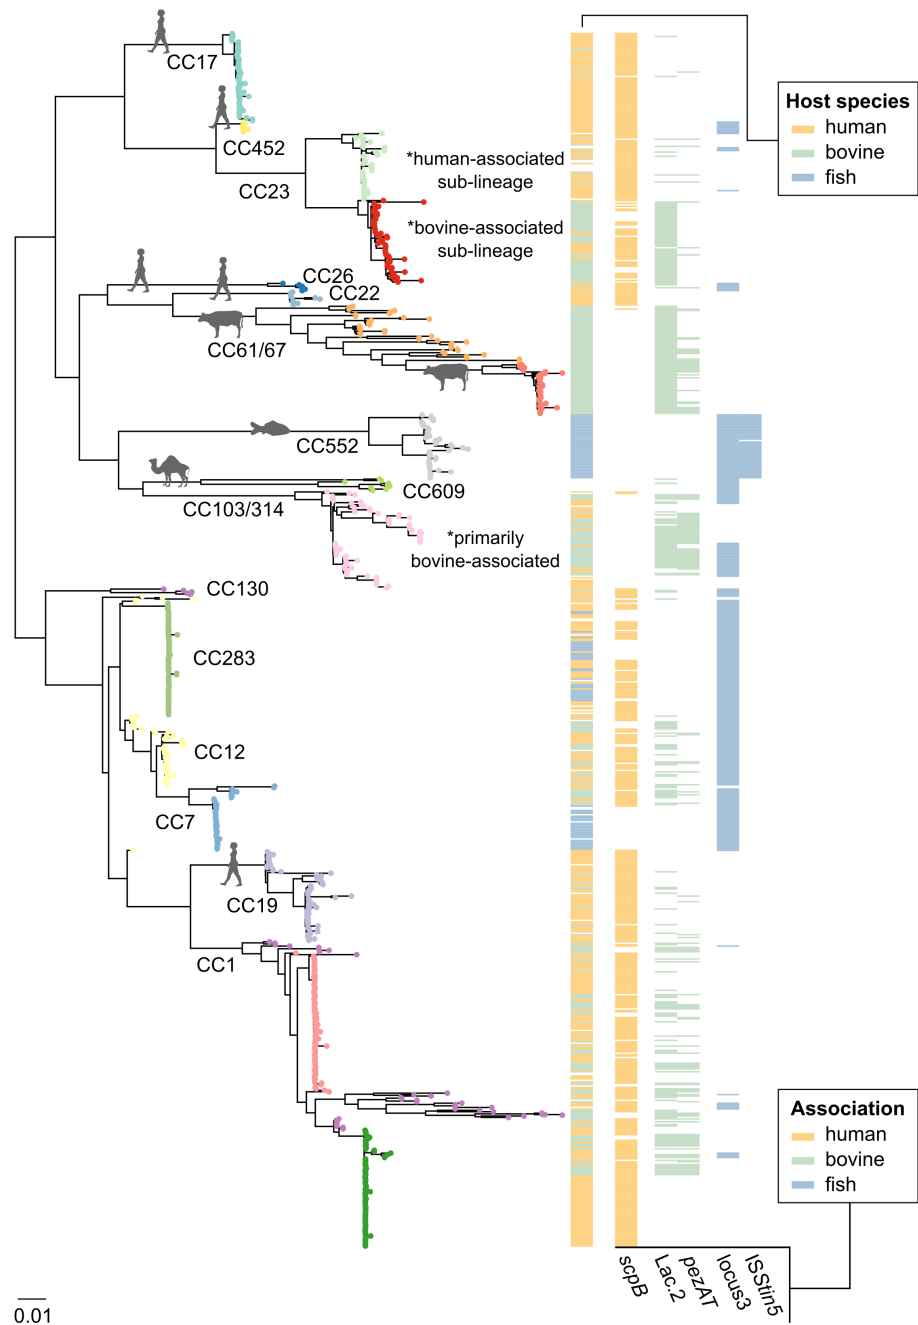 CC17
CC452
CC23
*human-associated
sub-lineage
*bovine-associated
sub-lineage
Host species
human
bovine
fish
CC26
CC22
CC61/67
CC552
CC609
CC103/314
*primarily
bovine-associated
CC130
CC283
CC12
CC7
CC19
CC1
Association
human
bovine
fish
scpB
Lac.2
pezAT
locus3
ISStin5
0.01